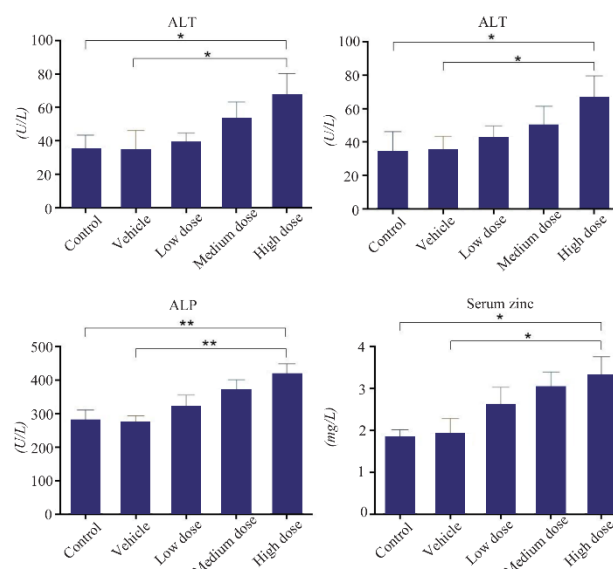 ALT
*
*
100
80
60
40
20
0
(U/L)
Control
Vehicle
Low dose
Medium dose
High dose
ALT
*
*
100
80
60
40
20
0
(U/L)
Control
Vehicle
Low dose
Medium dose
High dose
ALP
**
**
500
400
300
200
100
0
(U/L)
Control
Vehicle
Low dose
Medium dose
High dose
Serum zinc
*
*
4
3
2
1
0
(mg/L)
Control
Vehicle
Low dose
Medium dose
High dose